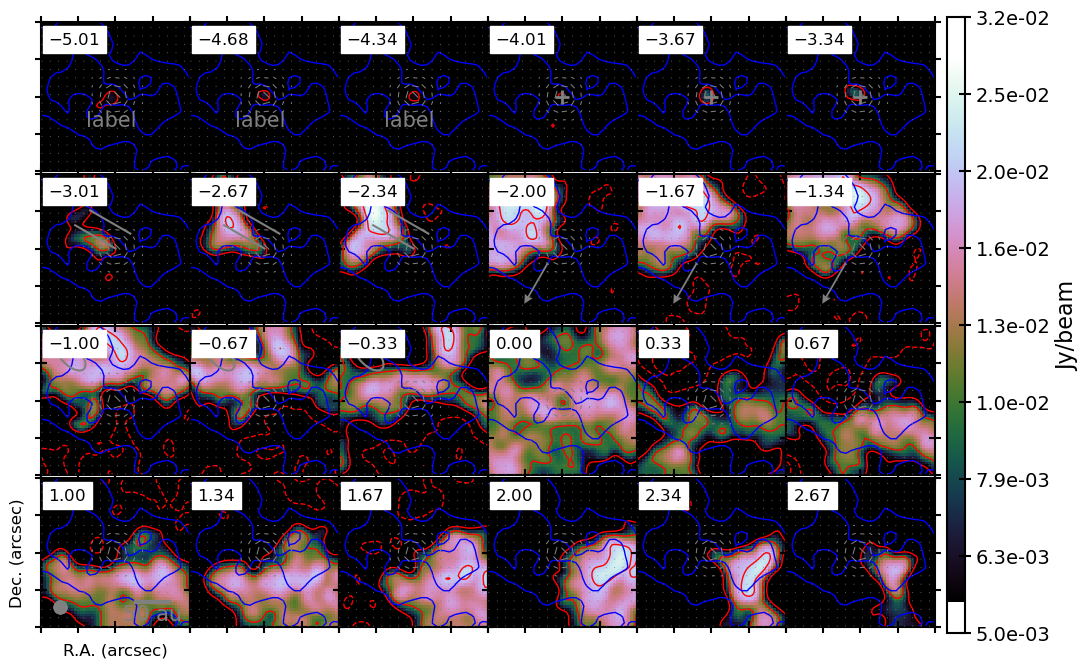 −5.01 −4.68 −4.34 −4.01 −3.67 −3.34
label label label
−3.01 −2.67 −2.34 −2.00 −1.67 −1.34
−1.00 −0.67 −0.33 0.00 0.33 0.67
1.00 1.34 1.67 2.00 2.34 2.67
au
Dec. (arcsec)
R.A. (arcsec)
3.2e-02
2.5e-02
2.0e-02
1.6e-02
1.3e-02
1.0e-02
7.9e-03
6.3e-03
5.0e-03
Jy/beam